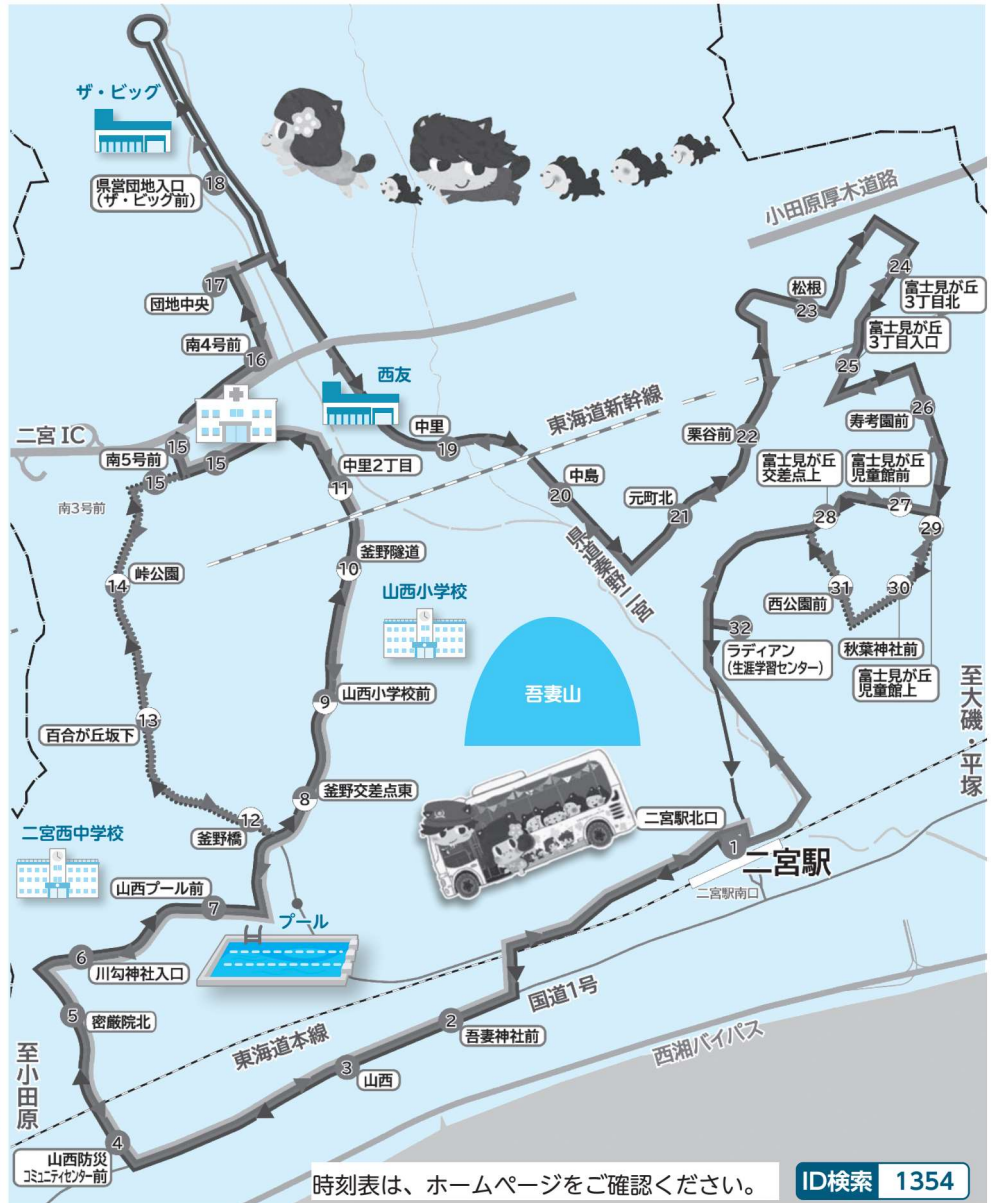 ザ・ビッグ
県営団地入口
(ザ・ビッグ前)
18
小田原厚木道路
17
団地中央
松根
23
24
富士見が丘
3丁目北
南4号前
16
富士見が丘
3丁目入口
25
西友
東海道新幹線
中里
19
26
寿考園前
二宮IC
南5号前
15
15
15
中里2丁目
11
栗谷前
22
富士見が丘
交差点上
富士見が丘
児童館前
南3号前
20
中島
元町北
21
28
27
29
県道秦野二宮
釜野隧道
10
峠公園
14
山西小学校
31
西公園前
30
秋葉神社前
富士見が丘
児童館上
32
ラディアン
(生涯学習センター)
吾妻山
9
山西小学校前
13
百合が丘坂下
至大磯・平塚
8
釜野交差点東
12
釜野橋
二宮駅北口
1
二宮駅
二宮駅南口
二宮西中学校
山西プール前
7
プール
6
川勾神社入口
5
密厳院北
国道1号
2
吾妻神社前
東海道本線
西湘バイパス
3
山西
至小田原
4
山西防災
コミュニティセンター前
時刻表は、ホームページをご確認ください。
ID検索 1354